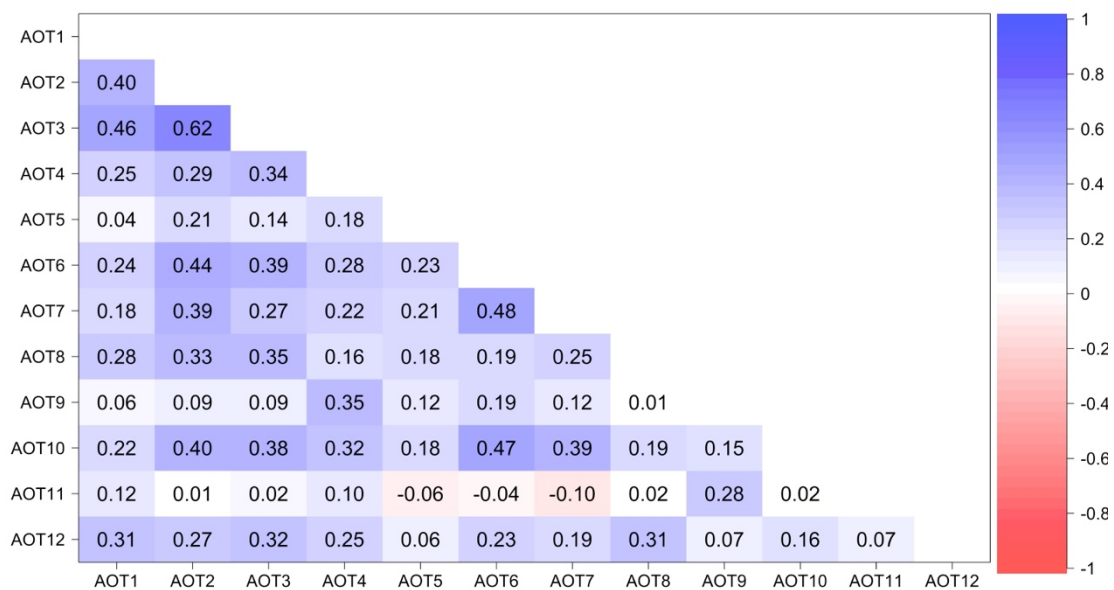 AOT1
AOT2 0.40
AOT3 0.46 0.62
AOT4 0.25 0.29 0.34
AOT5 0.04 0.21 0.14 0.18
AOT6 0.24 0.44 0.39 0.28 0.23
AOT7 0.18 0.39 0.27 0.22 0.21 0.48
AOT8 0.28 0.33 0.35 0.16 0.18 0.19 0.25
AOT9 0.06 0.09 0.09 0.35 0.12 0.19 0.12 0.01
AOT10 0.22 0.40 0.38 0.32 0.18 0.47 0.39 0.19 0.15
AOT11 0.12 0.01 0.02 0.10 -0.06 -0.04 -0.10 0.02 0.28 0.02
AOT12 0.31 0.27 0.32 0.25 0.06 0.23 0.19 0.31 0.07 0.16 0.07
AOT1 AOT2 AOT3 AOT4 AOT5 AOT6 AOT7 AOT8 AOT9 AOT10 AOT11 AOT12
1
0.8
0.6
0.4
0.2
0
-0.2
-0.4
-0.6
-0.8
-1